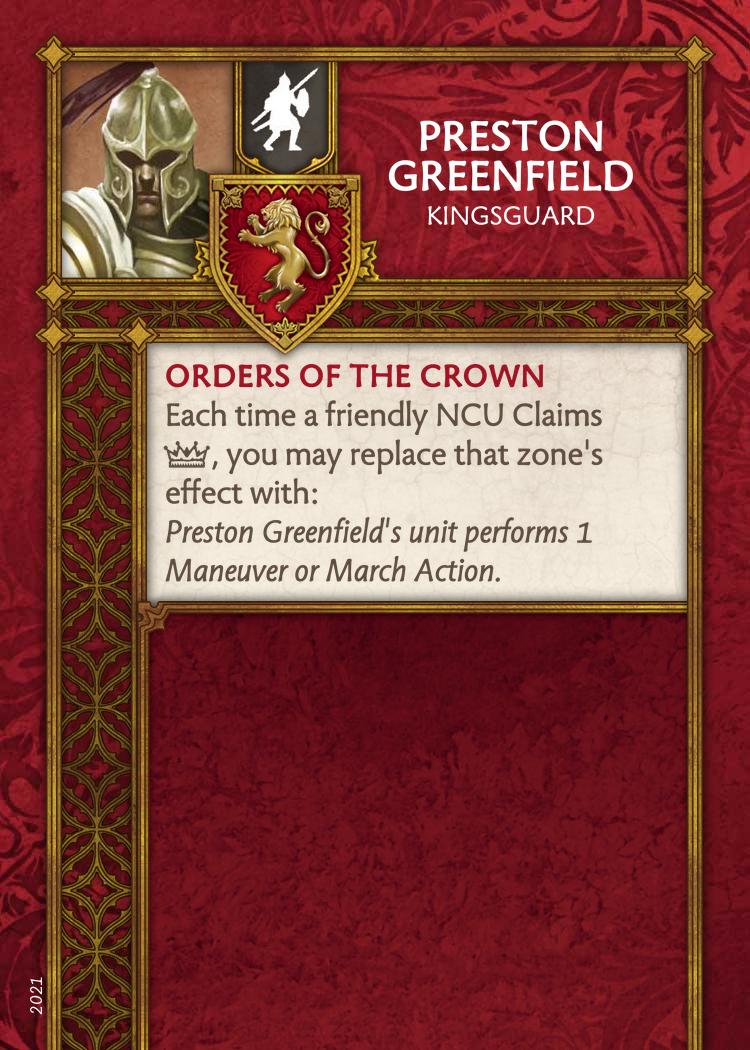 PRESTON
GREENFIELD
KINGSGUARD
ORDERS OF THE CROWN
Each time a friendly NCU Claims
, you may replace that zone's
effect with:
Preston Greenfield's unit performs 1
Maneuver or March Action.
2021